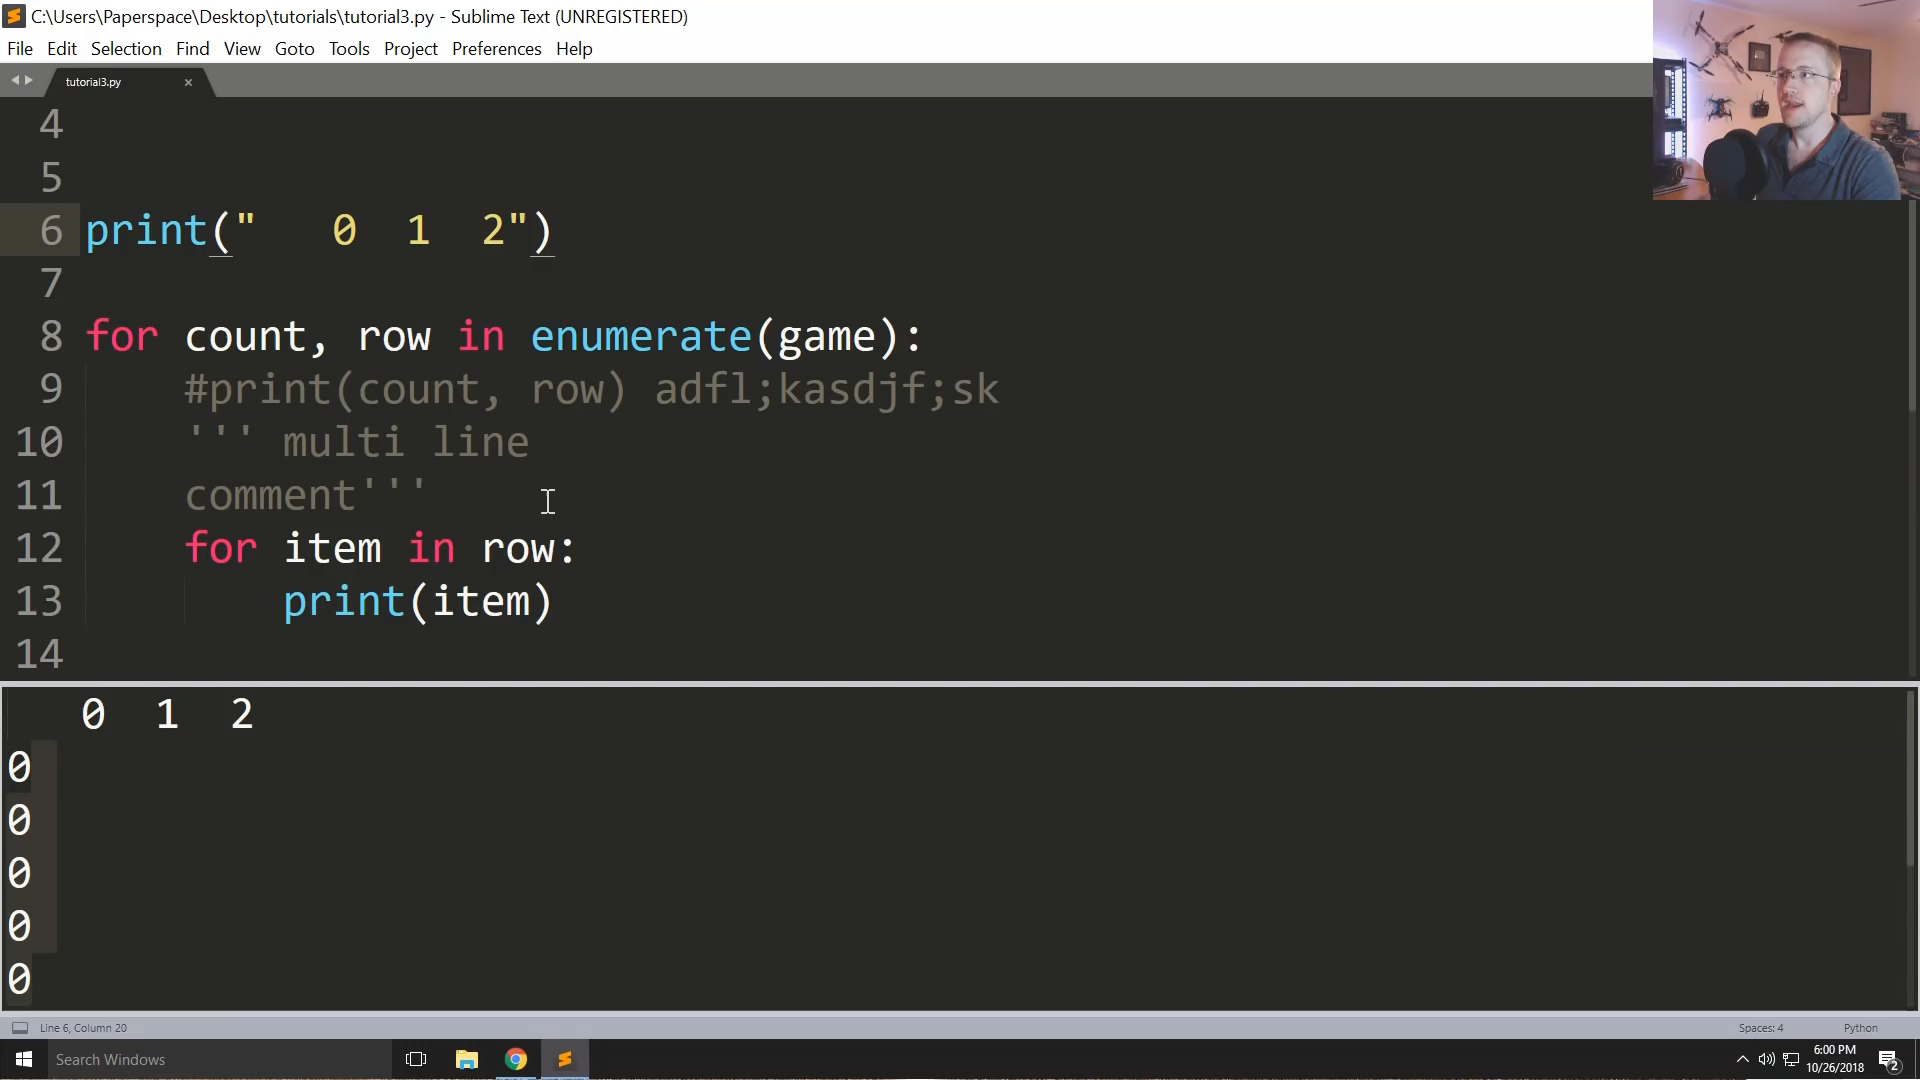 C:\Users\Paperspace\Desktop\tutorials\tutorial3.py - Sublime Text (UNREGISTERED)
File Edit Selection Find View Goto Tools Project Preferences Help
tutorial3.py ×
4
5
6 print("   0  1  2")
7
8 for count, row in enumerate(game):
9     #print(count, row) adfl;kasdjf;sk
10     ''' multi line
11     comment'''
12     for item in row:
13         print(item)
14
   0  1  2
0
0
0
0
0
Line 6, Column 20 Spaces: 4 Python
Search Windows
6:00 PM
10/26/2018
2